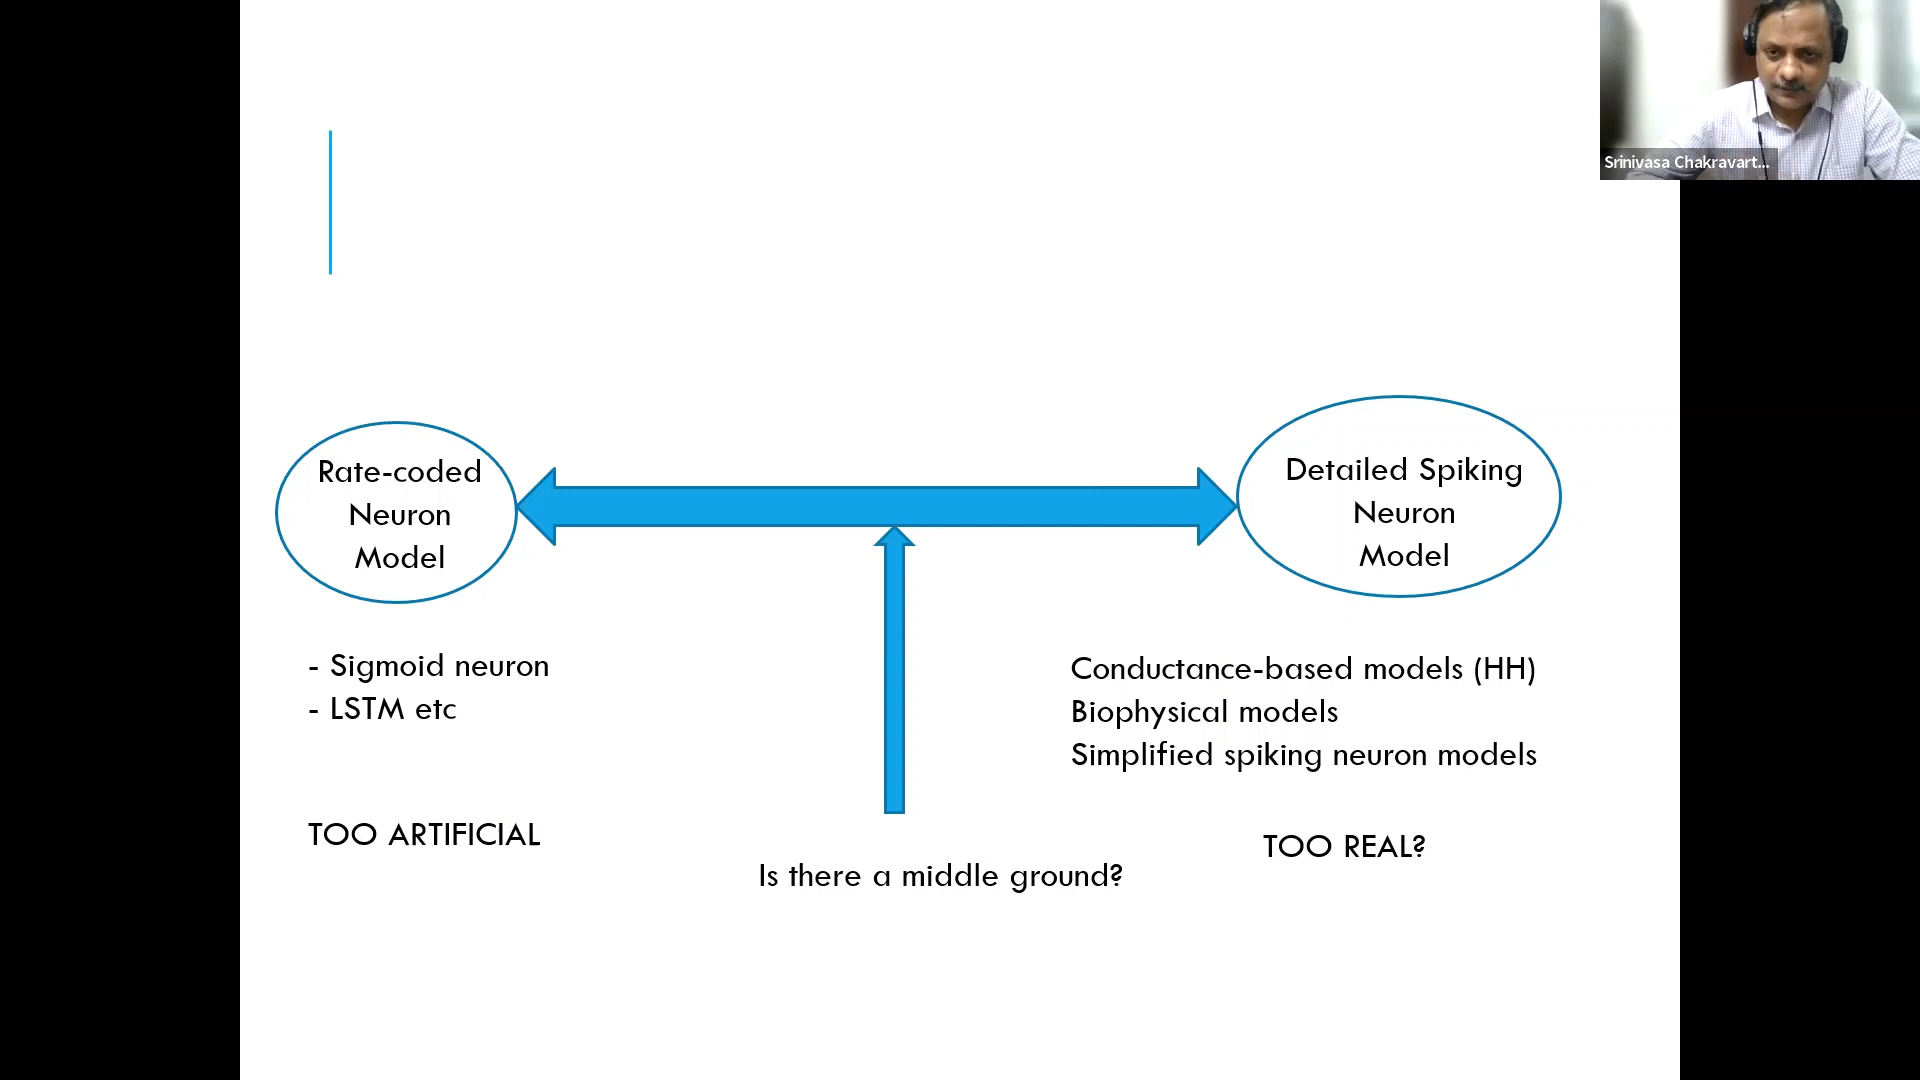 Srinivasa Chakravart...
Rate-coded
Neuron
Model
Detailed Spiking
Neuron
Model
- Sigmoid neuron
- LSTM etc
Conductance-based models (HH)
Biophysical models
Simplified spiking neuron models
TOO ARTIFICIAL
TOO REAL?
Is there a middle ground?